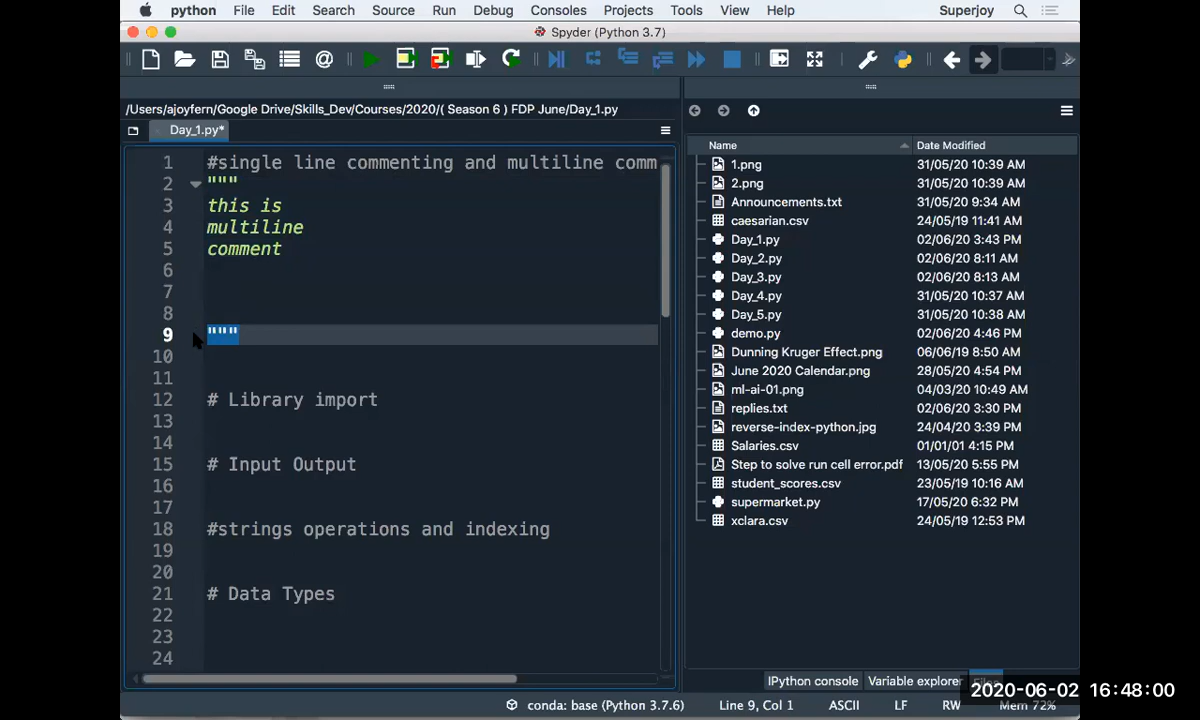 python File Edit Search Source Run Debug Consoles Projects Tools View Help Superjoy
Spyder (Python 3.7)
/Users/ajoyfern/Google Drive/Skills_Dev/Courses/2020/( Season 6 ) FDP June/Day_1.py
Day_1.py*
1 #single line commenting and multiline comm
2 """
3 this is
4 multiline
5 comment
6
7
8
9 """
10
11
12 # Library import
13
14
15 # Input Output
16
17
18 #strings operations and indexing
19
20
21 # Data Types
22
23
24
Name Date Modified
1.png 31/05/20 10:39 AM
2.png 31/05/20 10:39 AM
Announcements.txt 31/05/20 9:34 AM
caesarian.csv 24/05/19 11:41 AM
Day_1.py 02/06/20 3:43 PM
Day_2.py 02/06/20 8:11 AM
Day_3.py 02/06/20 8:13 AM
Day_4.py 31/05/20 10:37 AM
Day_5.py 31/05/20 10:38 AM
demo.py 02/06/20 4:46 PM
Dunning Kruger Effect.png 06/06/19 8:50 AM
June 2020 Calendar.png 28/05/20 4:54 PM
ml-ai-01.png 04/03/20 10:49 AM
replies.txt 02/06/20 3:30 PM
reverse-index-python.jpg 24/04/20 3:39 PM
Salaries.csv 01/01/01 4:15 PM
Step to solve run cell error.pdf 13/05/20 5:55 PM
student_scores.csv 23/05/19 10:16 AM
supermarket.py 17/05/20 6:32 PM
xclara.csv 24/05/19 12:53 PM
IPython console Variable explorer
2020-06-02 16:48:00
conda: base (Python 3.7.6) Line 9, Col 1 ASCII LF RW Mem 72%